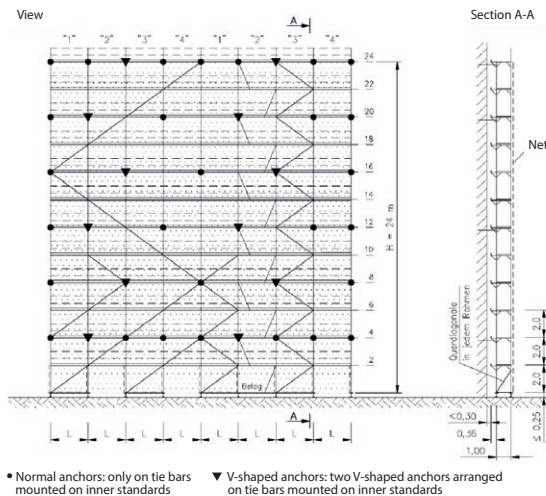 View
Section A-A
A
"1" "2" "3" "4" "1" "2" "3" "4"
24
22
20
18
16
14
12
10
8
6
4
2
H = 24 m
Net
Querdiagonale
in jedem Rahmen
2.0
2.0
2.0
Belag
A
<0,30
0,35
≤ 0,25
1,00
L L L L L L L L
• Normal anchors: only on tie bars
mounted on inner standards
▼ V-shaped anchors: two V-shaped anchors arranged
on tie bars mounted on inner standards